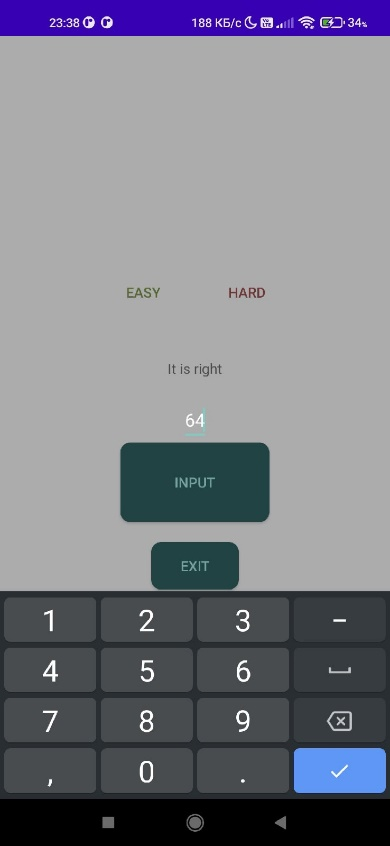 23:38 188 КБ/с 34%
EASY HARD
It is right
64
INPUT
EXIT
1 2 3 −
4 5 6
7 8 9
, 0 .